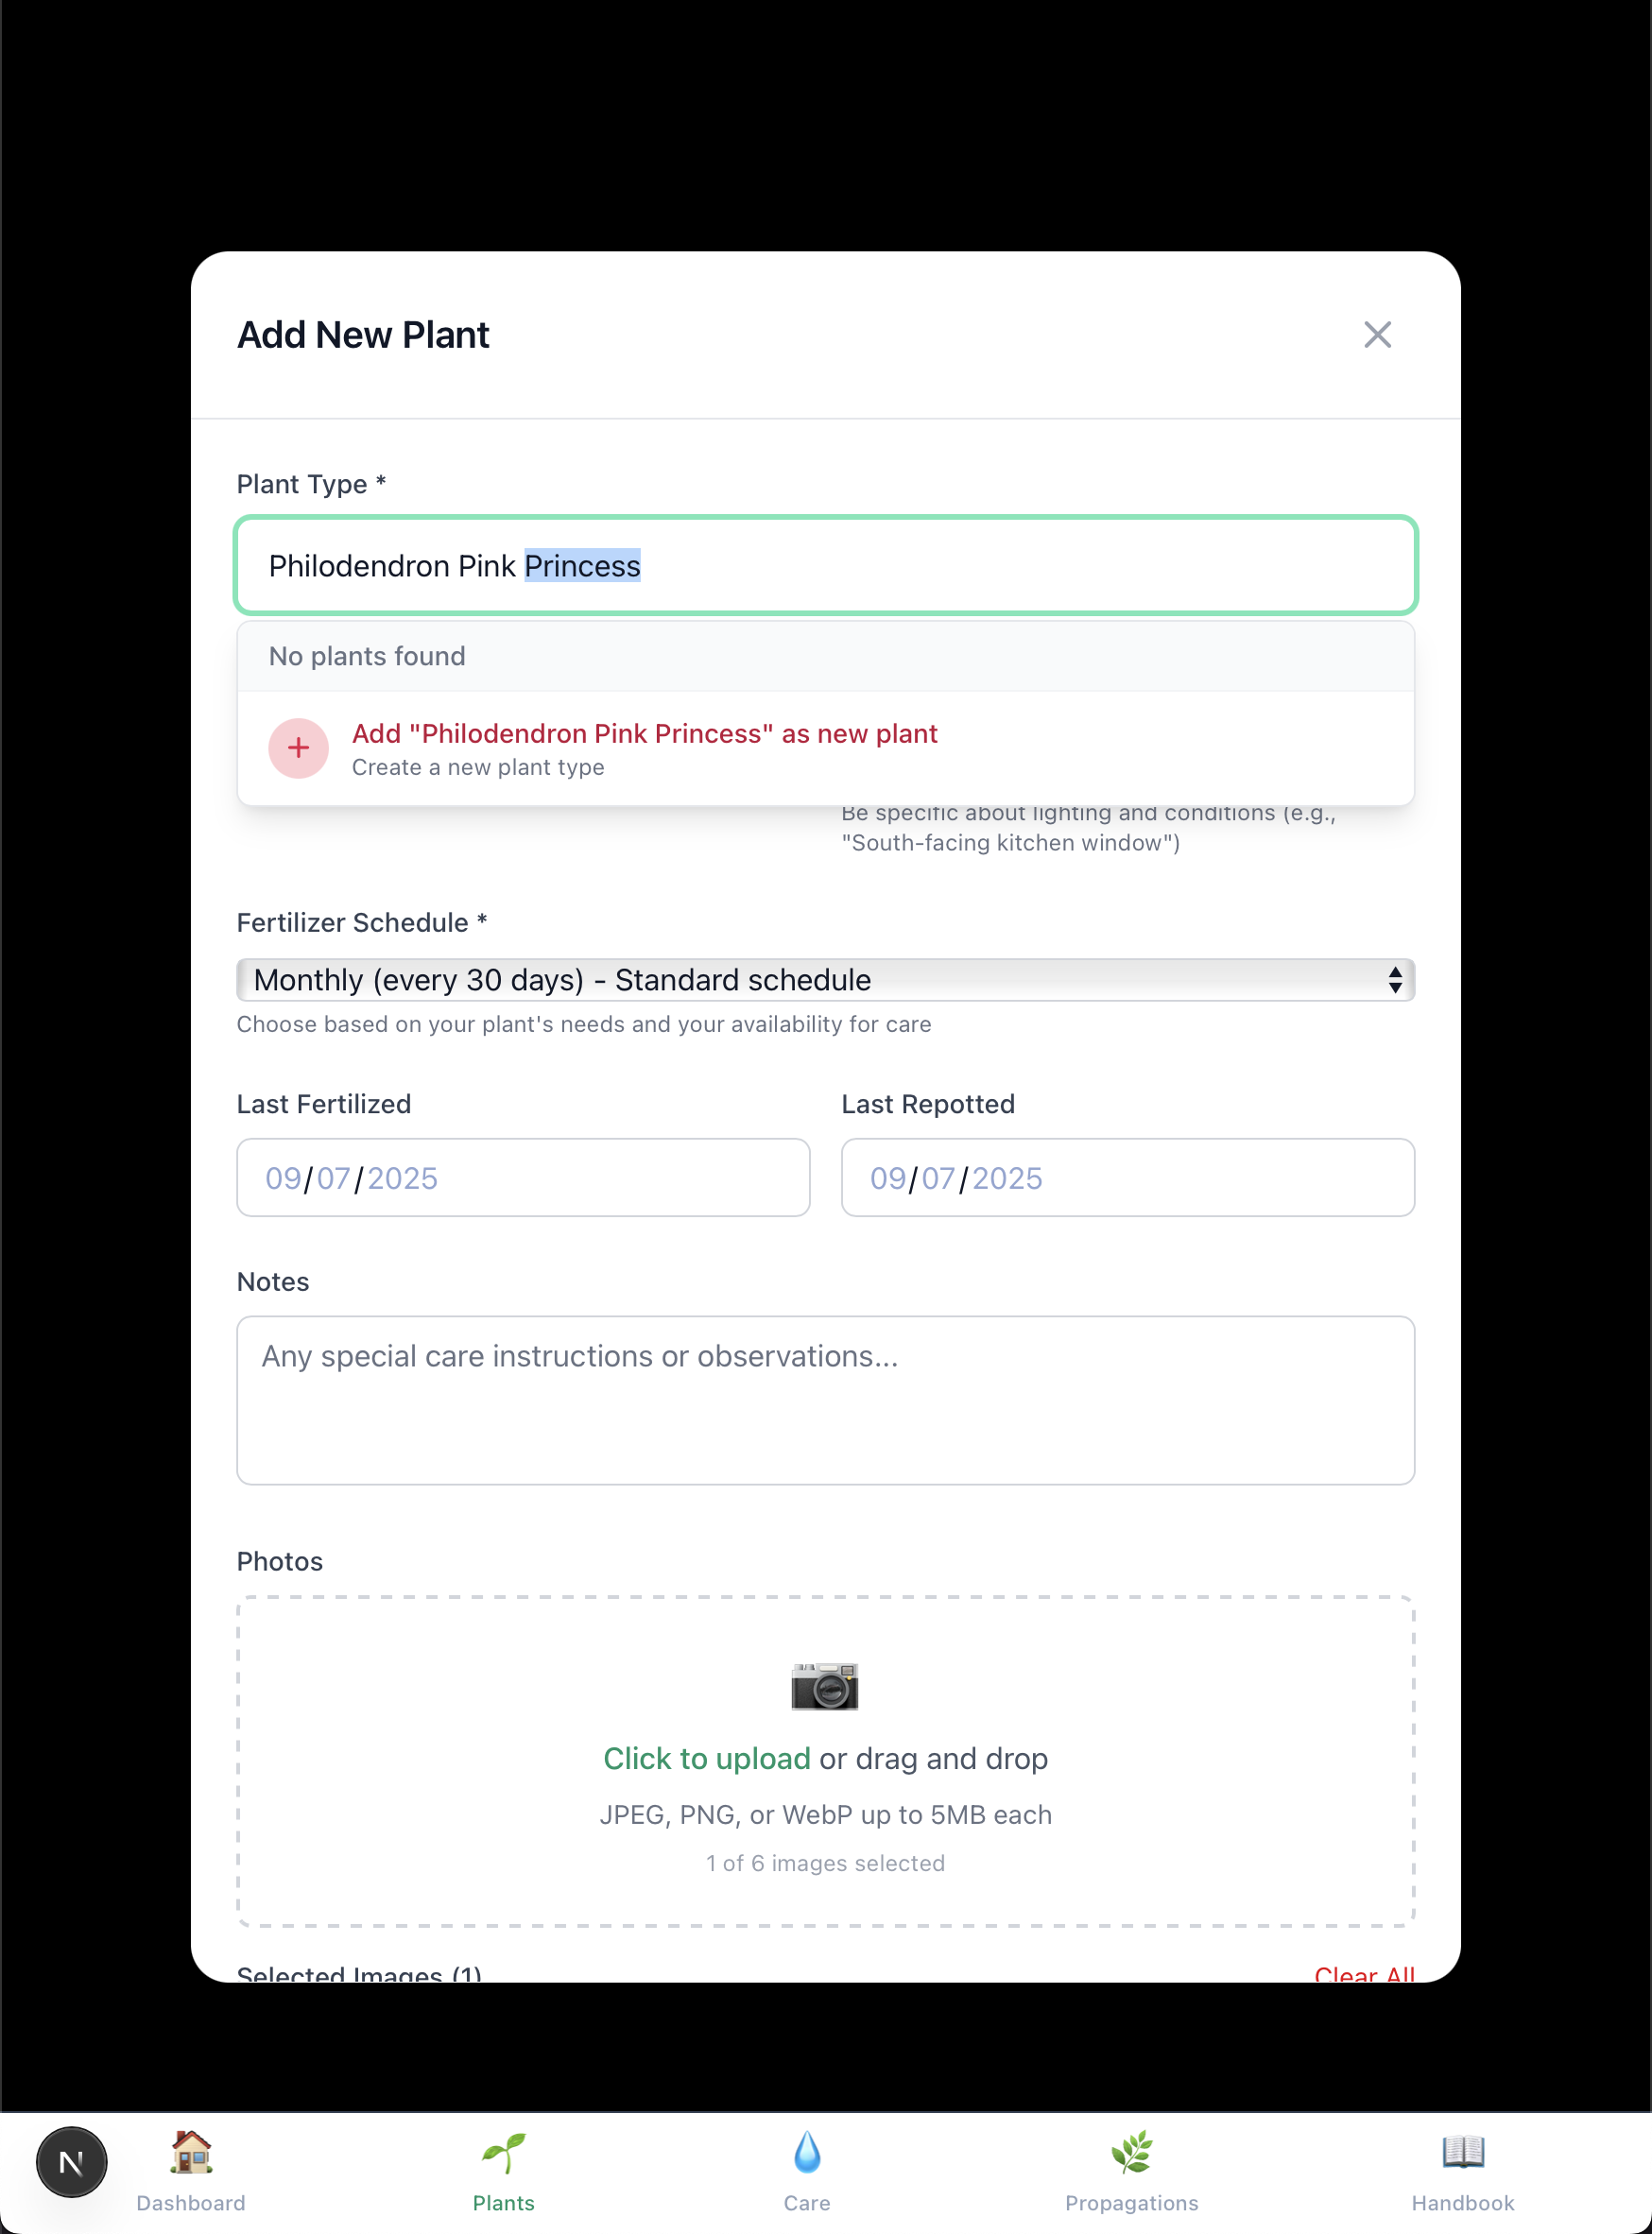 Add New Plant
Plant Type *
Philodendron Pink Princess
No plants found
+
Add "Philodendron Pink Princess" as new plant
Create a new plant type
Be specific about lighting and conditions (e.g.,
"South-facing kitchen window")
Fertilizer Schedule *
Monthly (every 30 days) - Standard schedule
Choose based on your plant's needs and your availability for care
Last Fertilized
Last Repotted
09/07/2025
09/07/2025
Notes
Any special care instructions or observations...
Photos
Click to upload or drag and drop
JPEG, PNG, or WebP up to 5MB each
1 of 6 images selected
Selected Images (1)
Clear All
N
Dashboard
Plants
Care
Propagations
Handbook